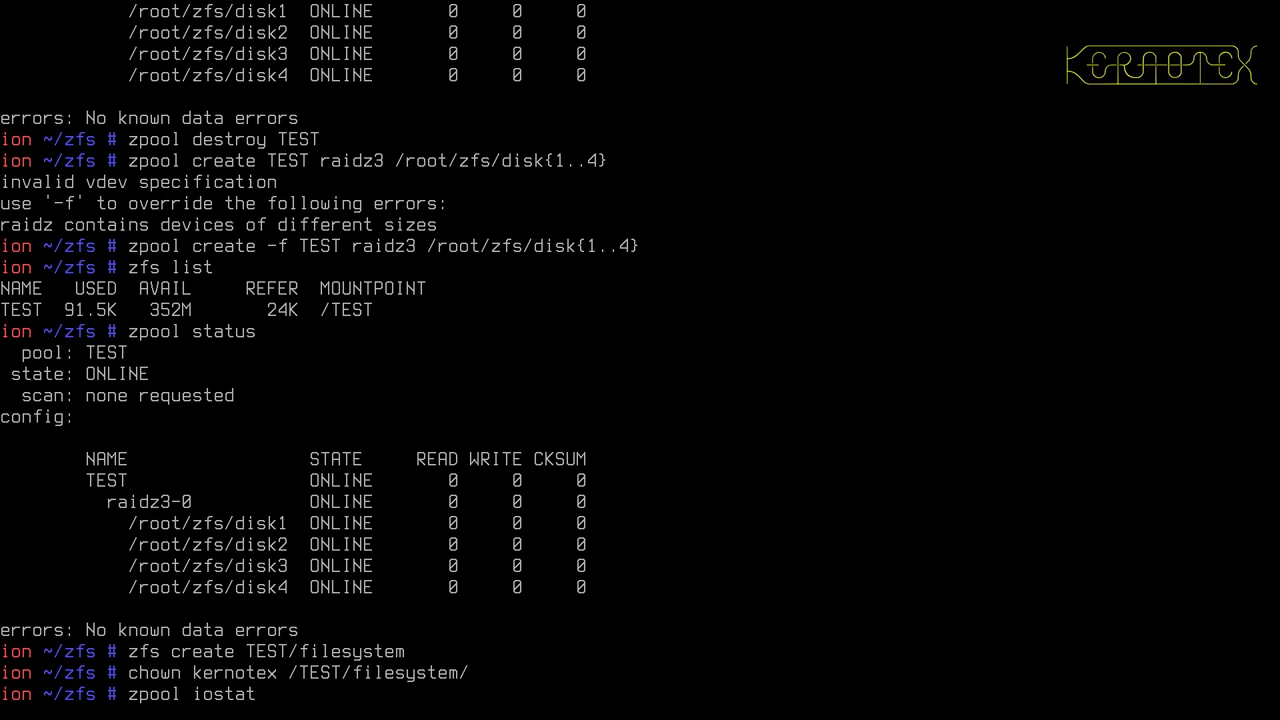 /root/zfs/disk1  ONLINE       0     0     0
/root/zfs/disk2  ONLINE       0     0     0
/root/zfs/disk3  ONLINE       0     0     0
/root/zfs/disk4  ONLINE       0     0     0
KERNOTEX
errors: No known data errors
ion ~/zfs # zpool destroy TEST
ion ~/zfs # zpool create TEST raidz3 /root/zfs/disk{1..4}
invalid vdev specification
use '-f' to override the following errors:
raidz contains devices of different sizes
ion ~/zfs # zpool create -f TEST raidz3 /root/zfs/disk{1..4}
ion ~/zfs # zfs list
NAME   USED  AVAIL     REFER  MOUNTPOINT
TEST  91.5K   352M       24K  /TEST
ion ~/zfs # zpool status
  pool: TEST
 state: ONLINE
  scan: none requested
config:
NAME                 STATE     READ WRITE CKSUM
TEST                 ONLINE       0     0     0
  raidz3-0           ONLINE       0     0     0
    /root/zfs/disk1  ONLINE       0     0     0
    /root/zfs/disk2  ONLINE       0     0     0
    /root/zfs/disk3  ONLINE       0     0     0
    /root/zfs/disk4  ONLINE       0     0     0
errors: No known data errors
ion ~/zfs # zfs create TEST/filesystem
ion ~/zfs # chown kernotex /TEST/filesystem/
ion ~/zfs # zpool iostat